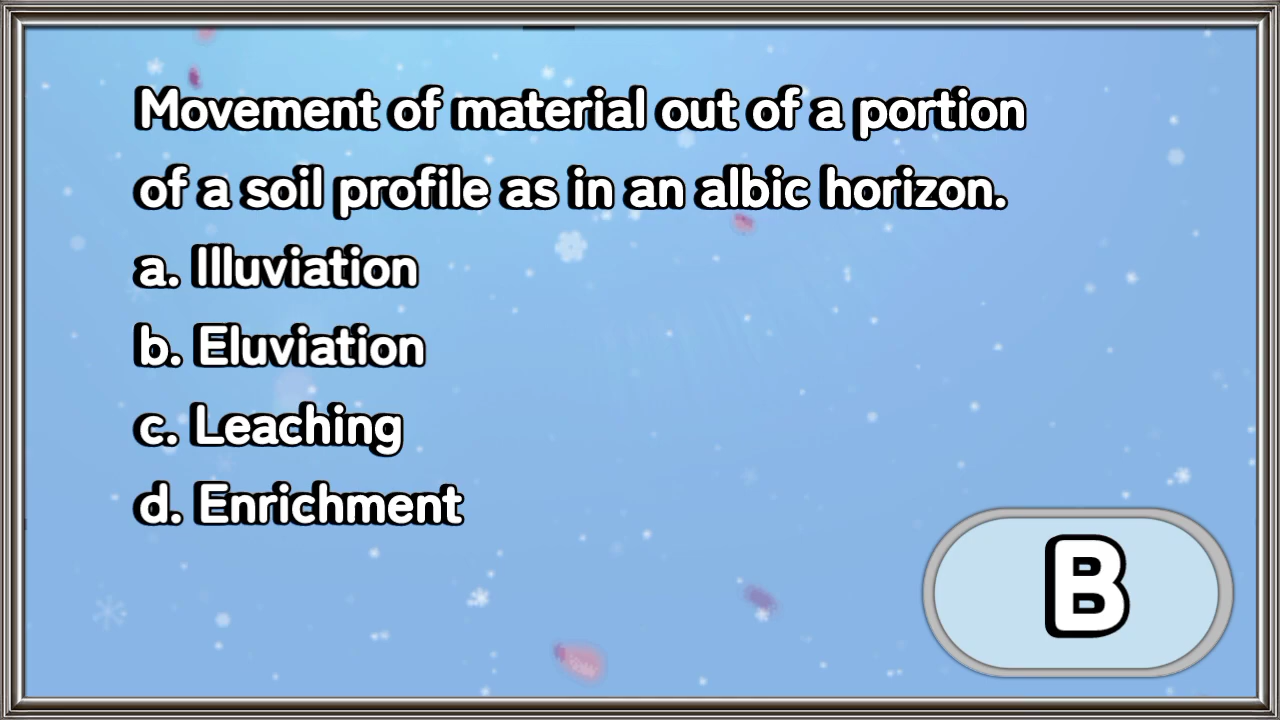 Movement of material out of a portion
of a soil profile as in an albic horizon.
a. Illuviation
b. Eluviation
c. Leaching
d. Enrichment
B